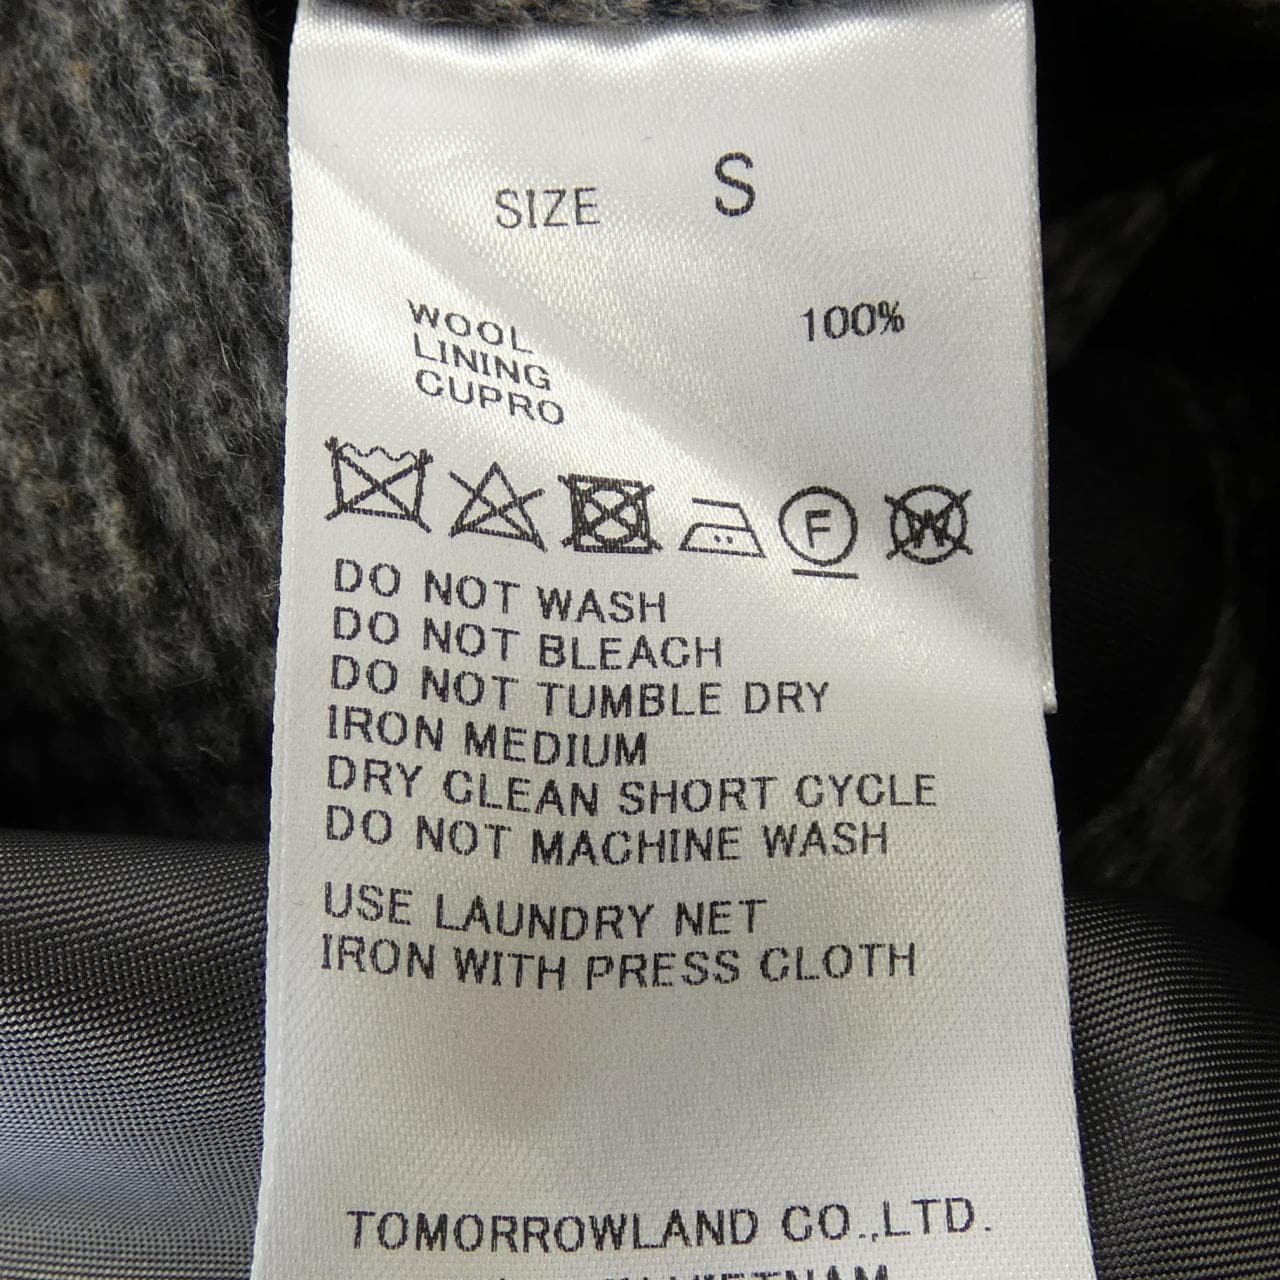 SIZE S
WOOL 100%
LINING
CUPRO
F W
DO NOT WASH
DO NOT BLEACH
DO NOT TUMBLE DRY
IRON MEDIUM
DRY CLEAN SHORT CYCLE
DO NOT MACHINE WASH
USE LAUNDRY NET
IRON WITH PRESS CLOTH
TOMORROWLAND CO.,LTD.
VIETNAM